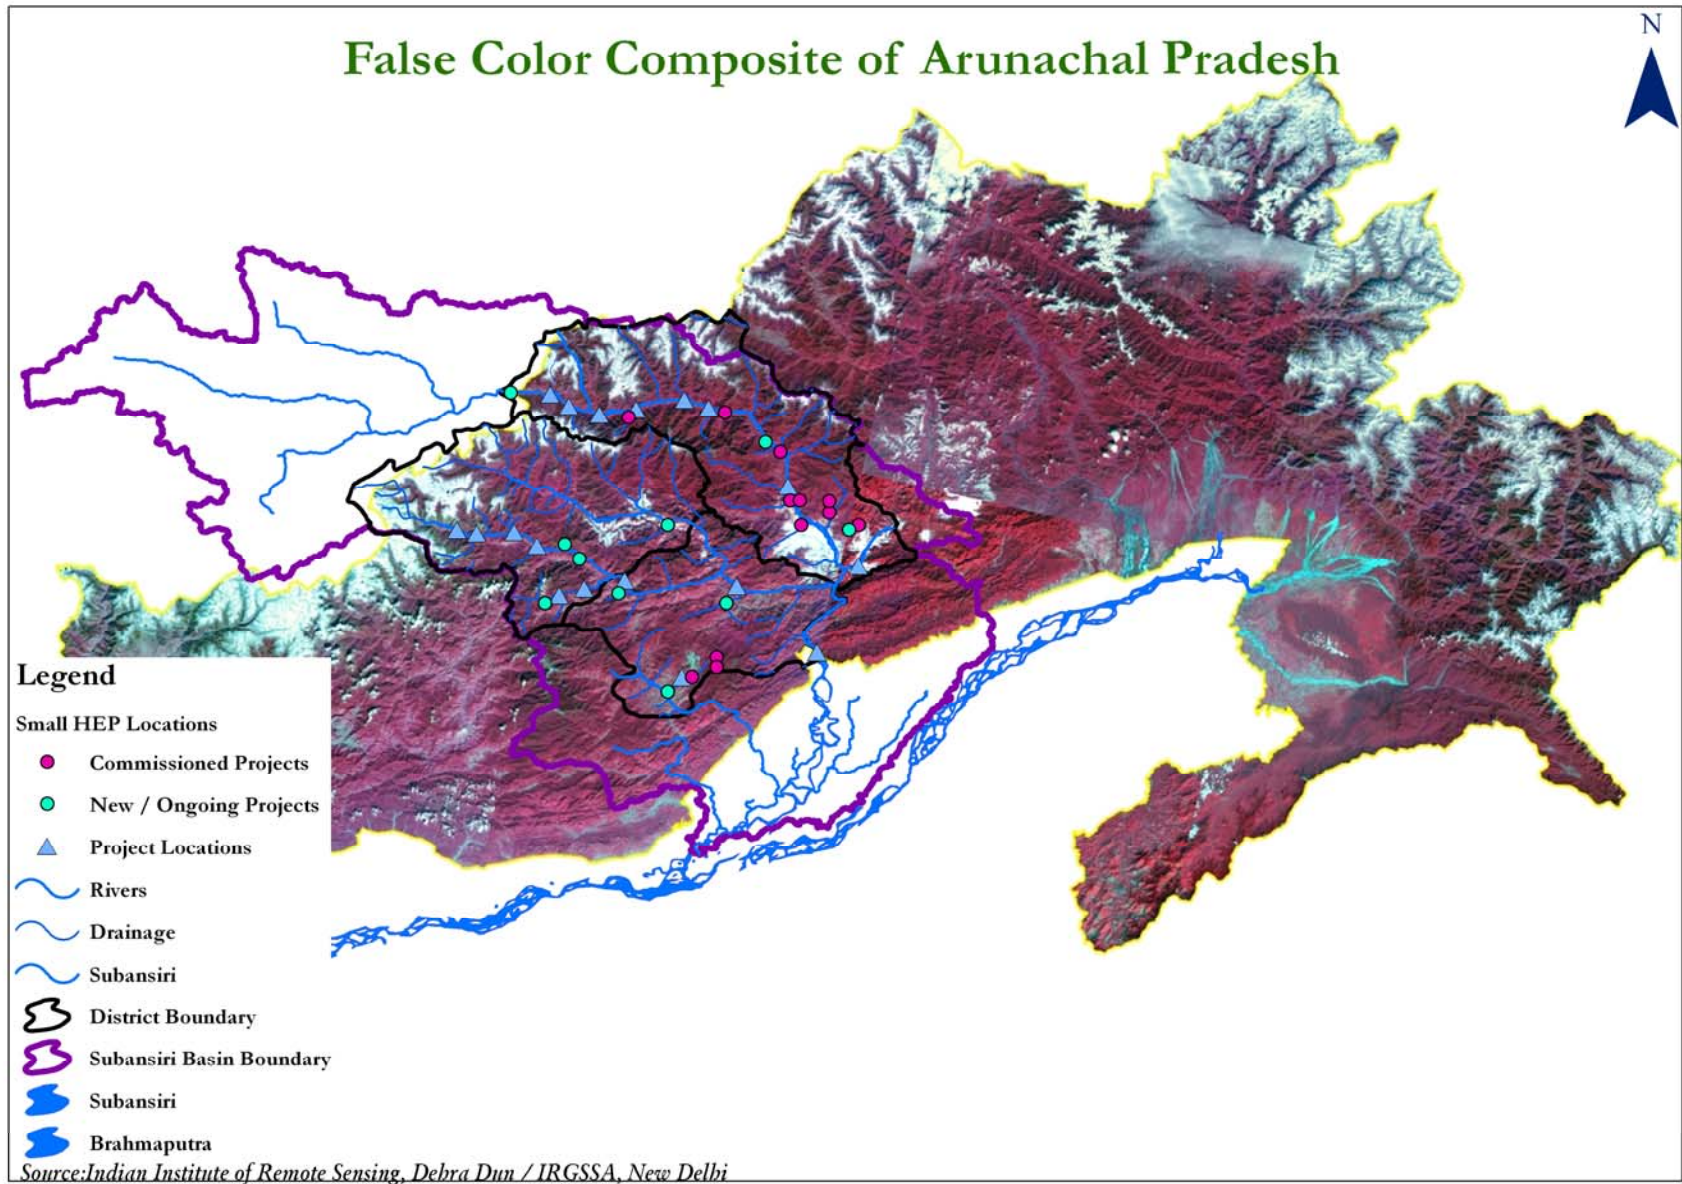 False Color Composite of Arunachal Pradesh
N
Legend
Small HEP Locations
Commissioned Projects
New / Ongoing Projects
Project Locations
Rivers
Drainage
Subansiri
District Boundary
Subansiri Basin Boundary
Subansiri
Brahmaputra
Source:Indian Institute of Remote Sensing, Dehra Dun / IRGSSA, New Delhi